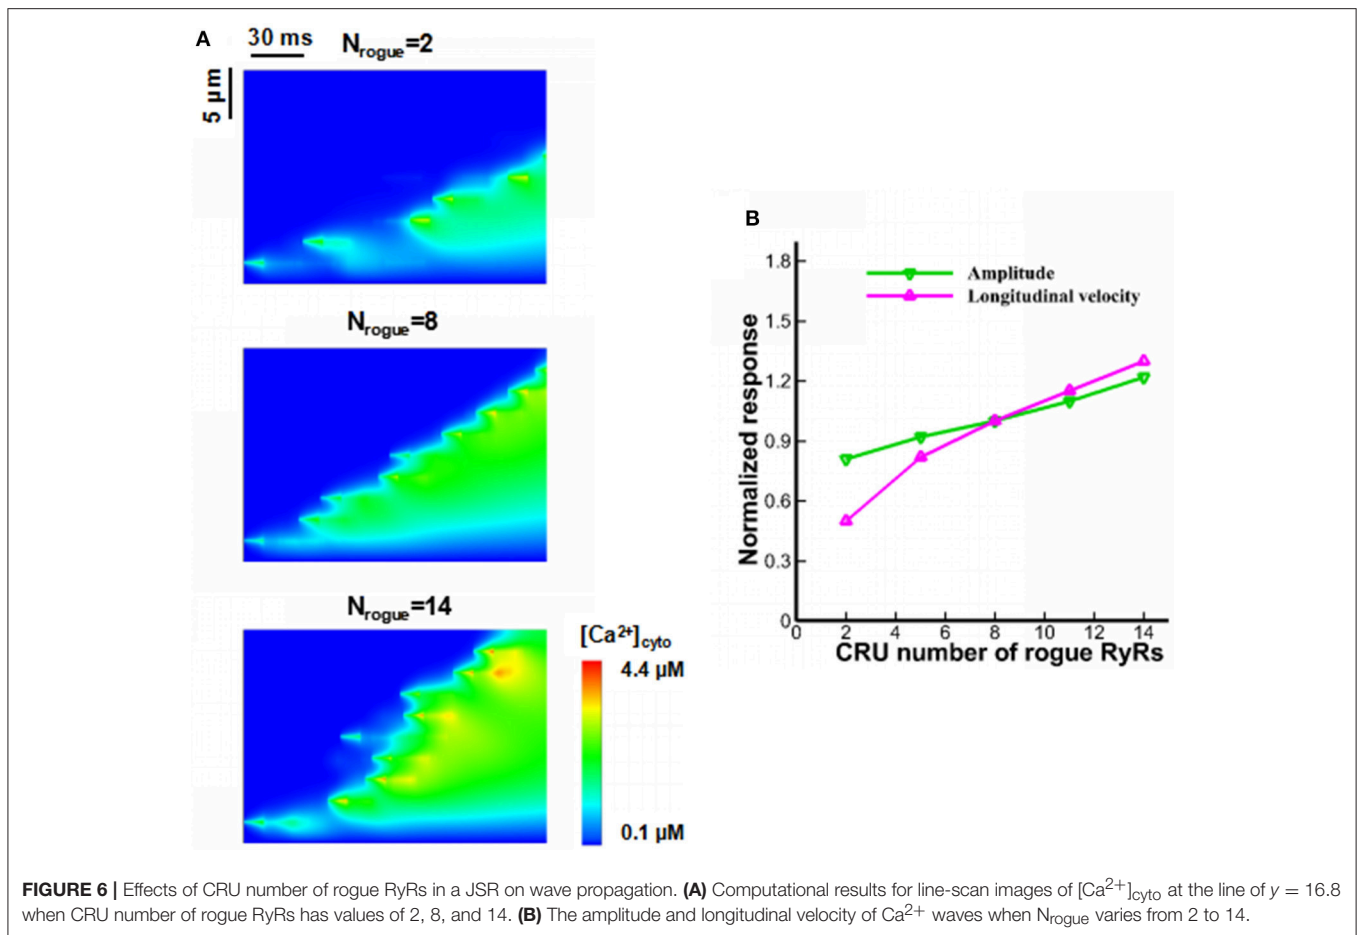 A
30 ms
Nrogue=2
5 µm
Nrogue=8
Nrogue=14
[Ca2+]cyto
4.4 µM
0.1 µM
B
Amplitude
Longitudinal velocity
Normalized response
1.8
1.5
1.2
0.9
0.6
0.3
0
0 2 4 6 8 10 12 14
CRU number of rogue RyRs
FIGURE 6 | Effects of CRU number of rogue RyRs in a JSR on wave propagation. (A) Computational results for line-scan images of [Ca2+]cyto at the line of y = 16.8
when CRU number of rogue RyRs has values of 2, 8, and 14. (B) The amplitude and longitudinal velocity of Ca2+ waves when Nrogue varies from 2 to 14.